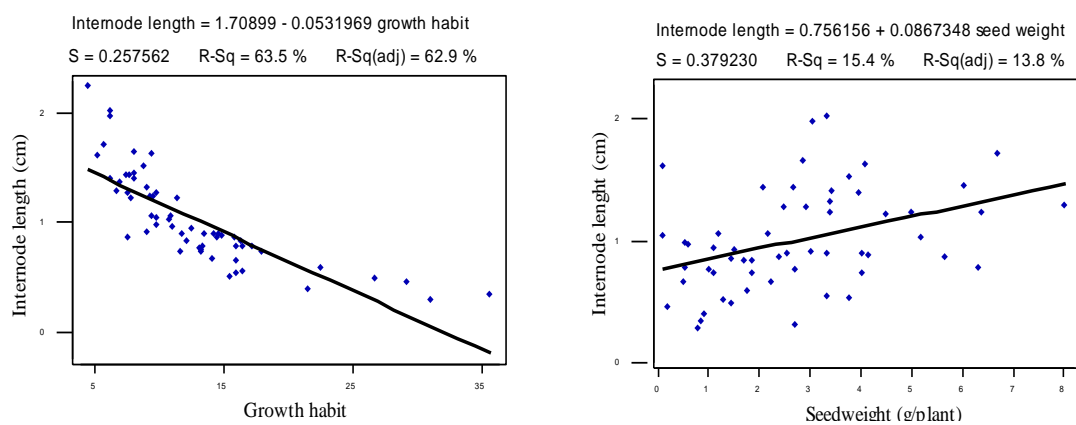 Internode length = 1.70899 - 0.0531969 growth habit
S = 0.257562 R-Sq = 63.5 % R-Sq(adj) = 62.9 %
2
1
0
Internode length (cm)
5 15 25 35
Growth habit
Internode length = 0.756156 + 0.0867348 seed weight
S = 0.379230 R-Sq = 15.4 % R-Sq(adj) = 13.8 %
2
1
0
Internode lenght (cm)
0 1 2 3 4 5 6 7 8
Seedweight (g/plant)